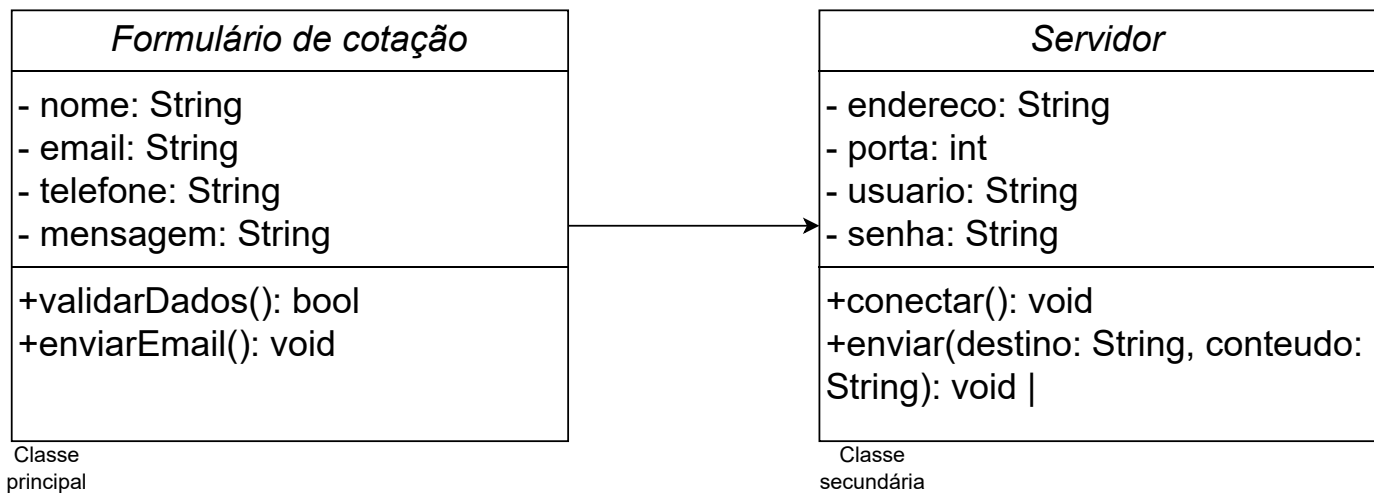 Formulário de cotação
- nome: String
- email: String
- telefone: String
- mensagem: String
+validarDados(): bool
+enviarEmail(): void
Classe
principal
Servidor
- endereco: String
- porta: int
- usuario: String
- senha: String
+conectar(): void
+enviar(destino: String, conteudo:
String): void |
Classe
secundária